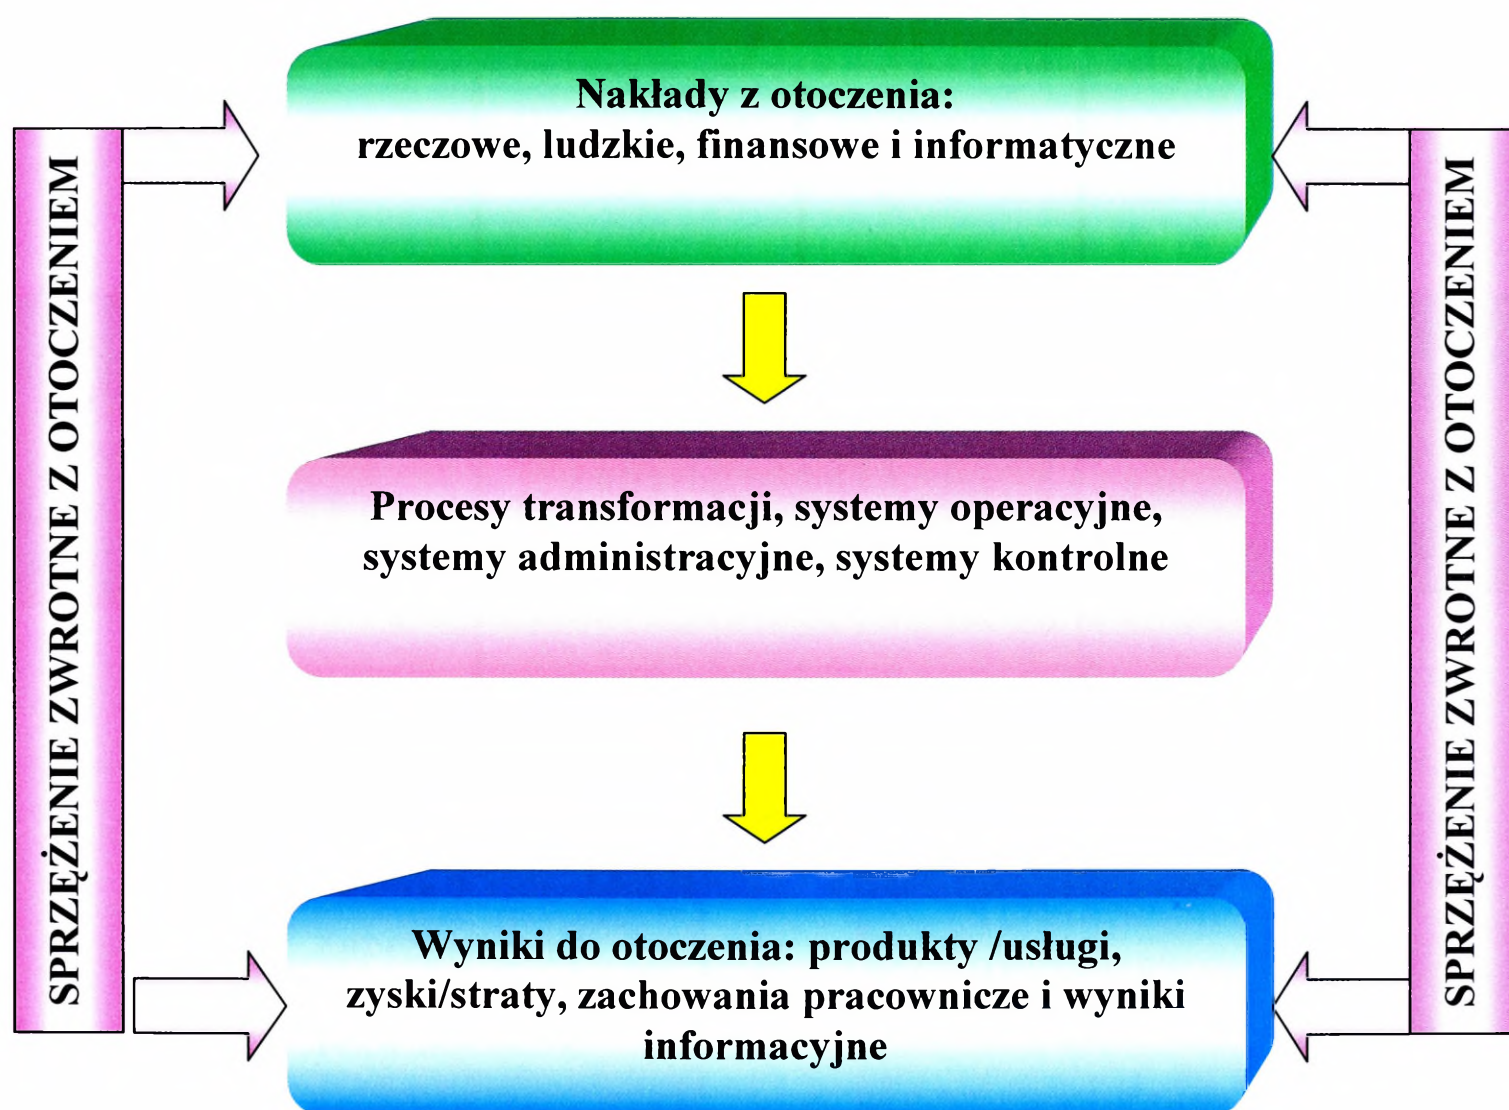 Nakłady z otoczenia:
rzeczowe, ludzkie, finansowe i informatyczne
SPRZĘŻENIE ZWROTNE Z OTOCZENIEM
SPRZĘŻENIE ZWROTNE Z OTOCZENIEM
Procesy transformacji, systemy operacyjne,
systemy administracyjne, systemy kontrolne
Wyniki do otoczenia: produkty /usługi,
zyski/straty, zachowania pracownicze i wyniki
informacyjne